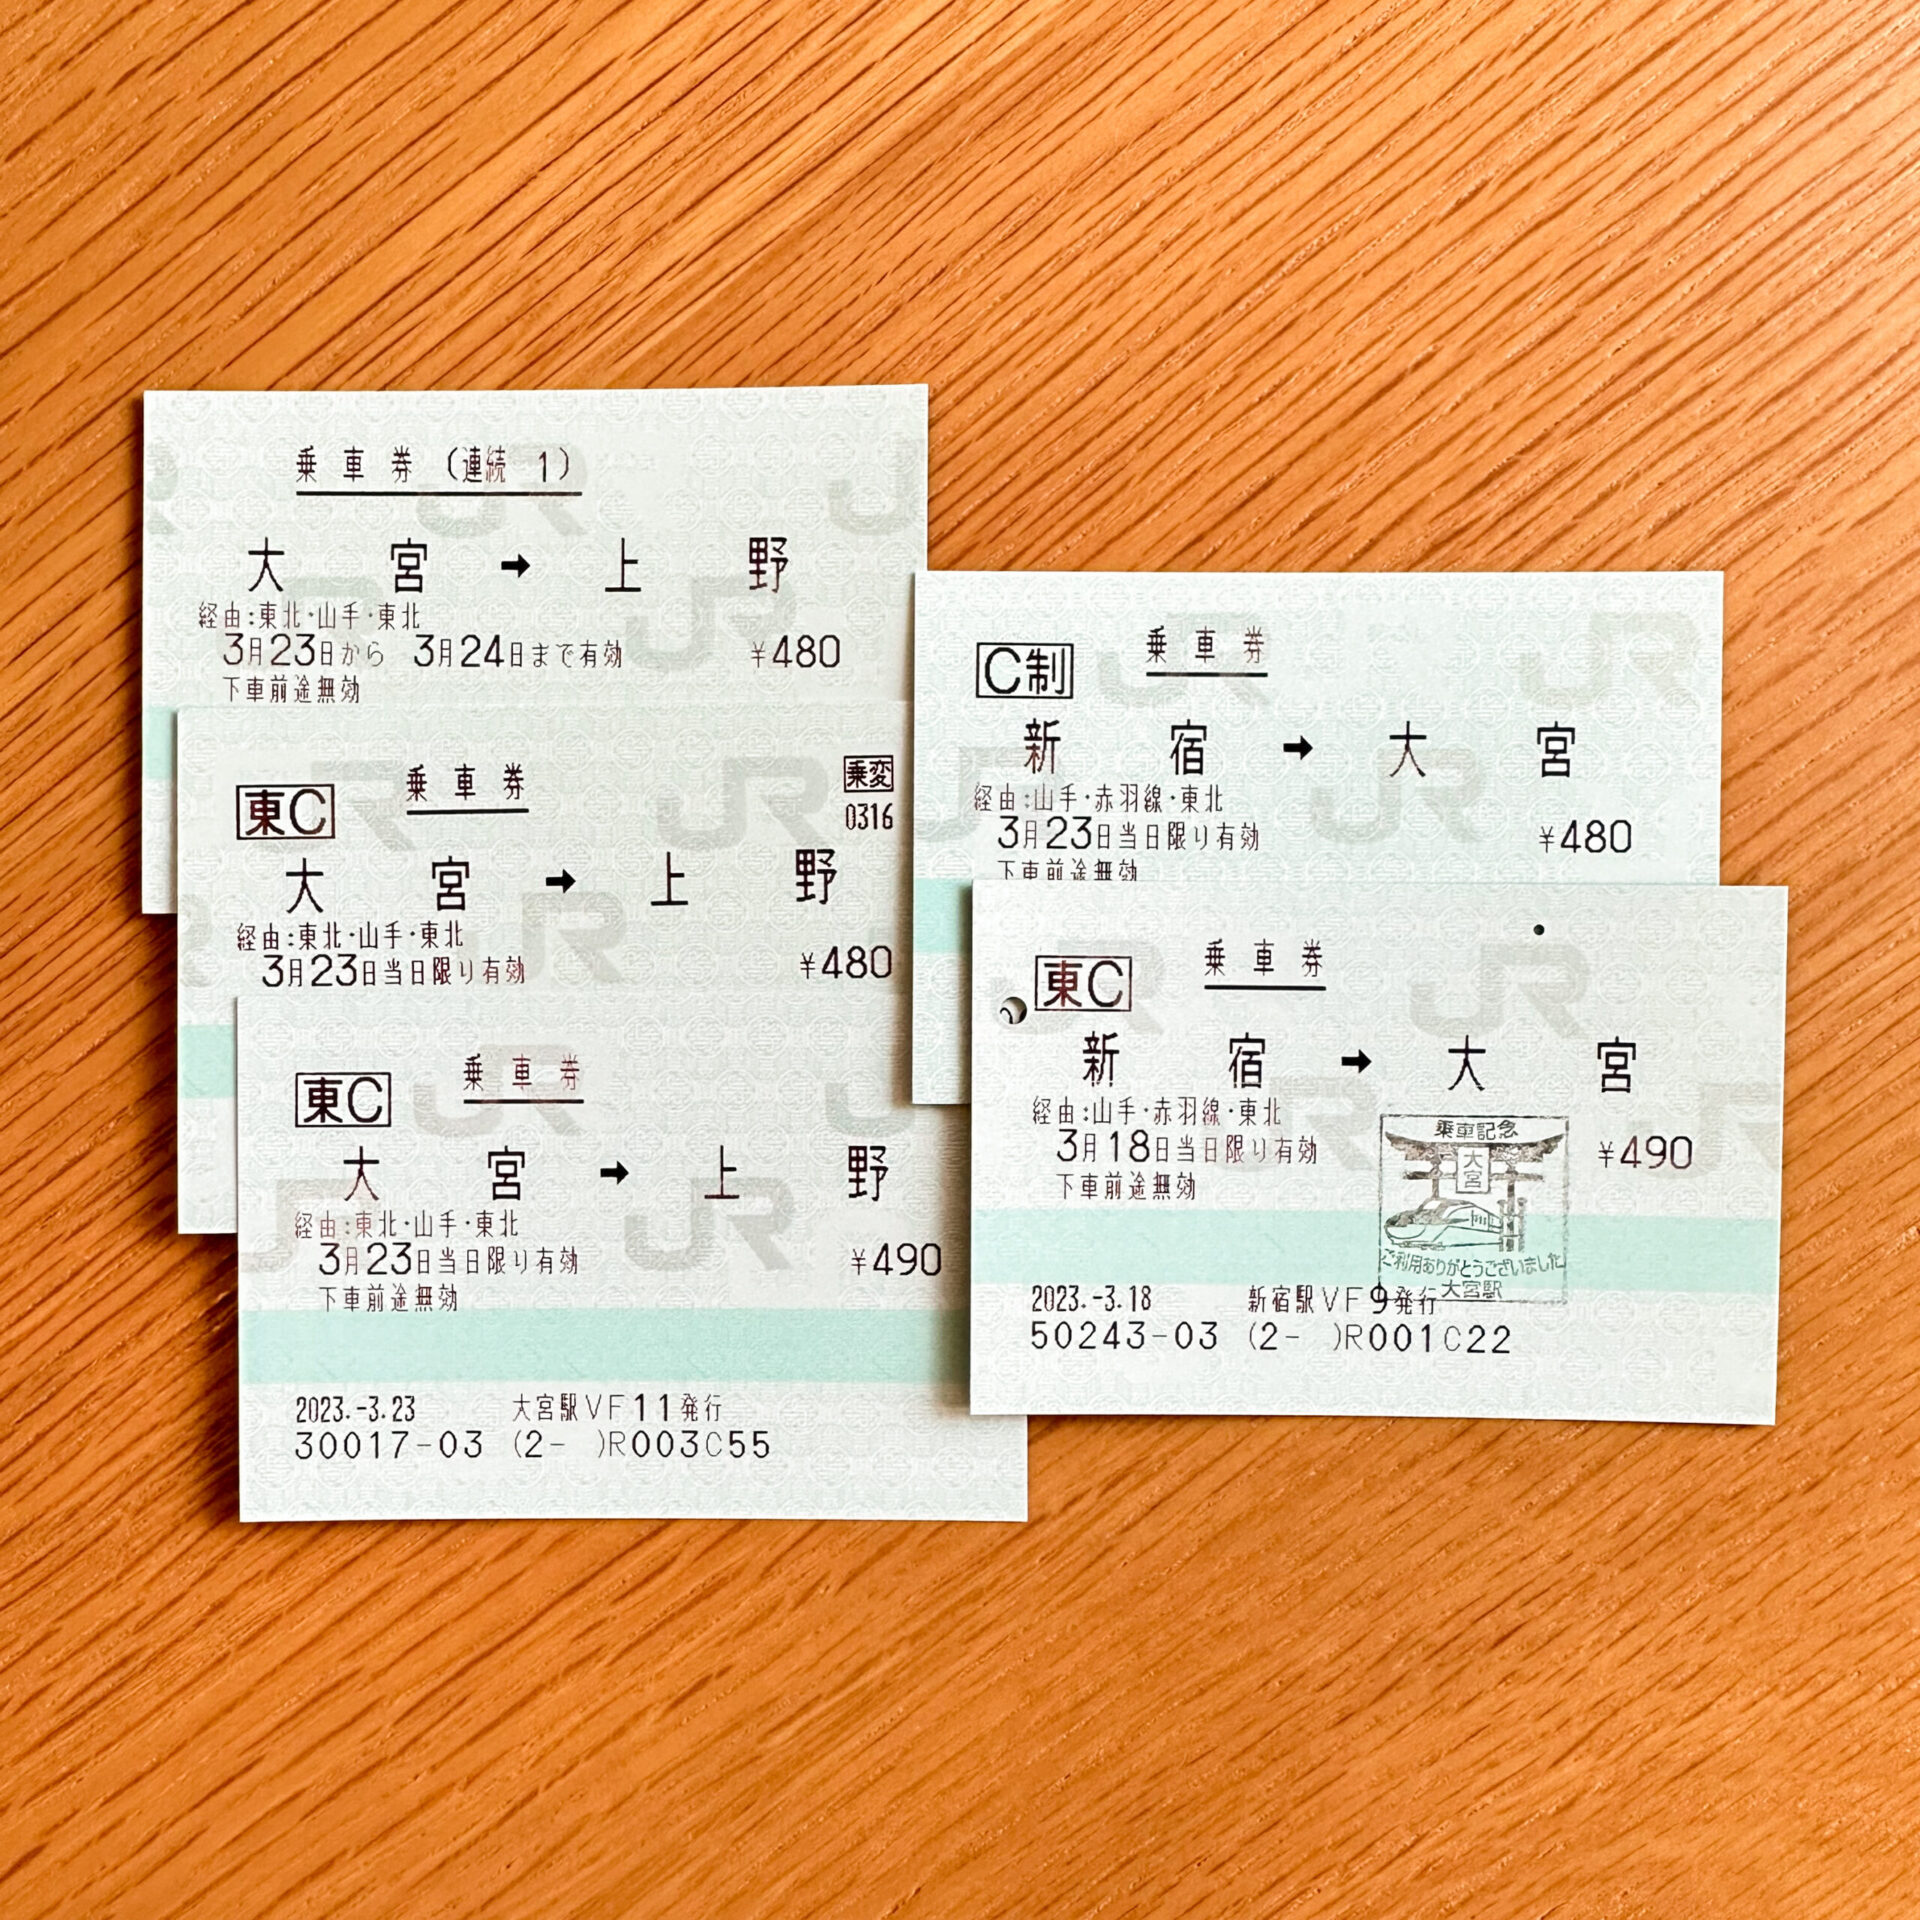 乗車券(連続 1)
大宮→上野
経由:東北・山手・東北
3月23日から 3月24日まで有効 ¥480
下車前途無効
東C 乗車券 乗変
0316
大宮→上野
経由:東北・山手・東北
3月23日当日限り有効 ¥480
東C 乗車券
大宮→上野
経由:東北・山手・東北
3月23日当日限り有効 ¥490
下車前途無効
2023.-3.23 大宮駅VF11発行
30017-03 (2- )R003C55
C制 乗車券
新宿→大宮
経由:山手・赤羽線・東北
3月23日当日限り有効 ¥480
下車前途無効
東C 乗車券
新宿→大宮
経由:山手・赤羽線・東北
3月18日当日限り有効 ¥490
下車前途無効
乗車記念
大宮
ご利用ありがとうございました
大宮駅
2023.-3.18 新宿駅VF9発行
50243-03 (2- )R001C22
JR